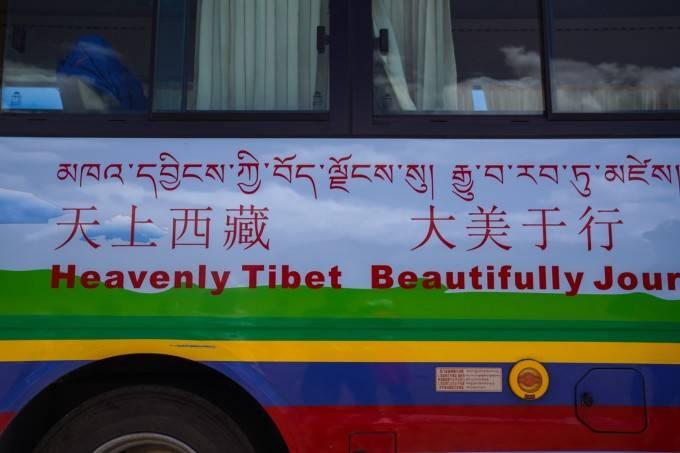 མཁའ་དབྱིངས་ཀྱི་བོད་ལྗོངས་སུ། རྒྱུ་བ་རབ་ཏུ་མཛེས།
天上西藏 大美于行
Heavenly Tibet Beautifully Jour